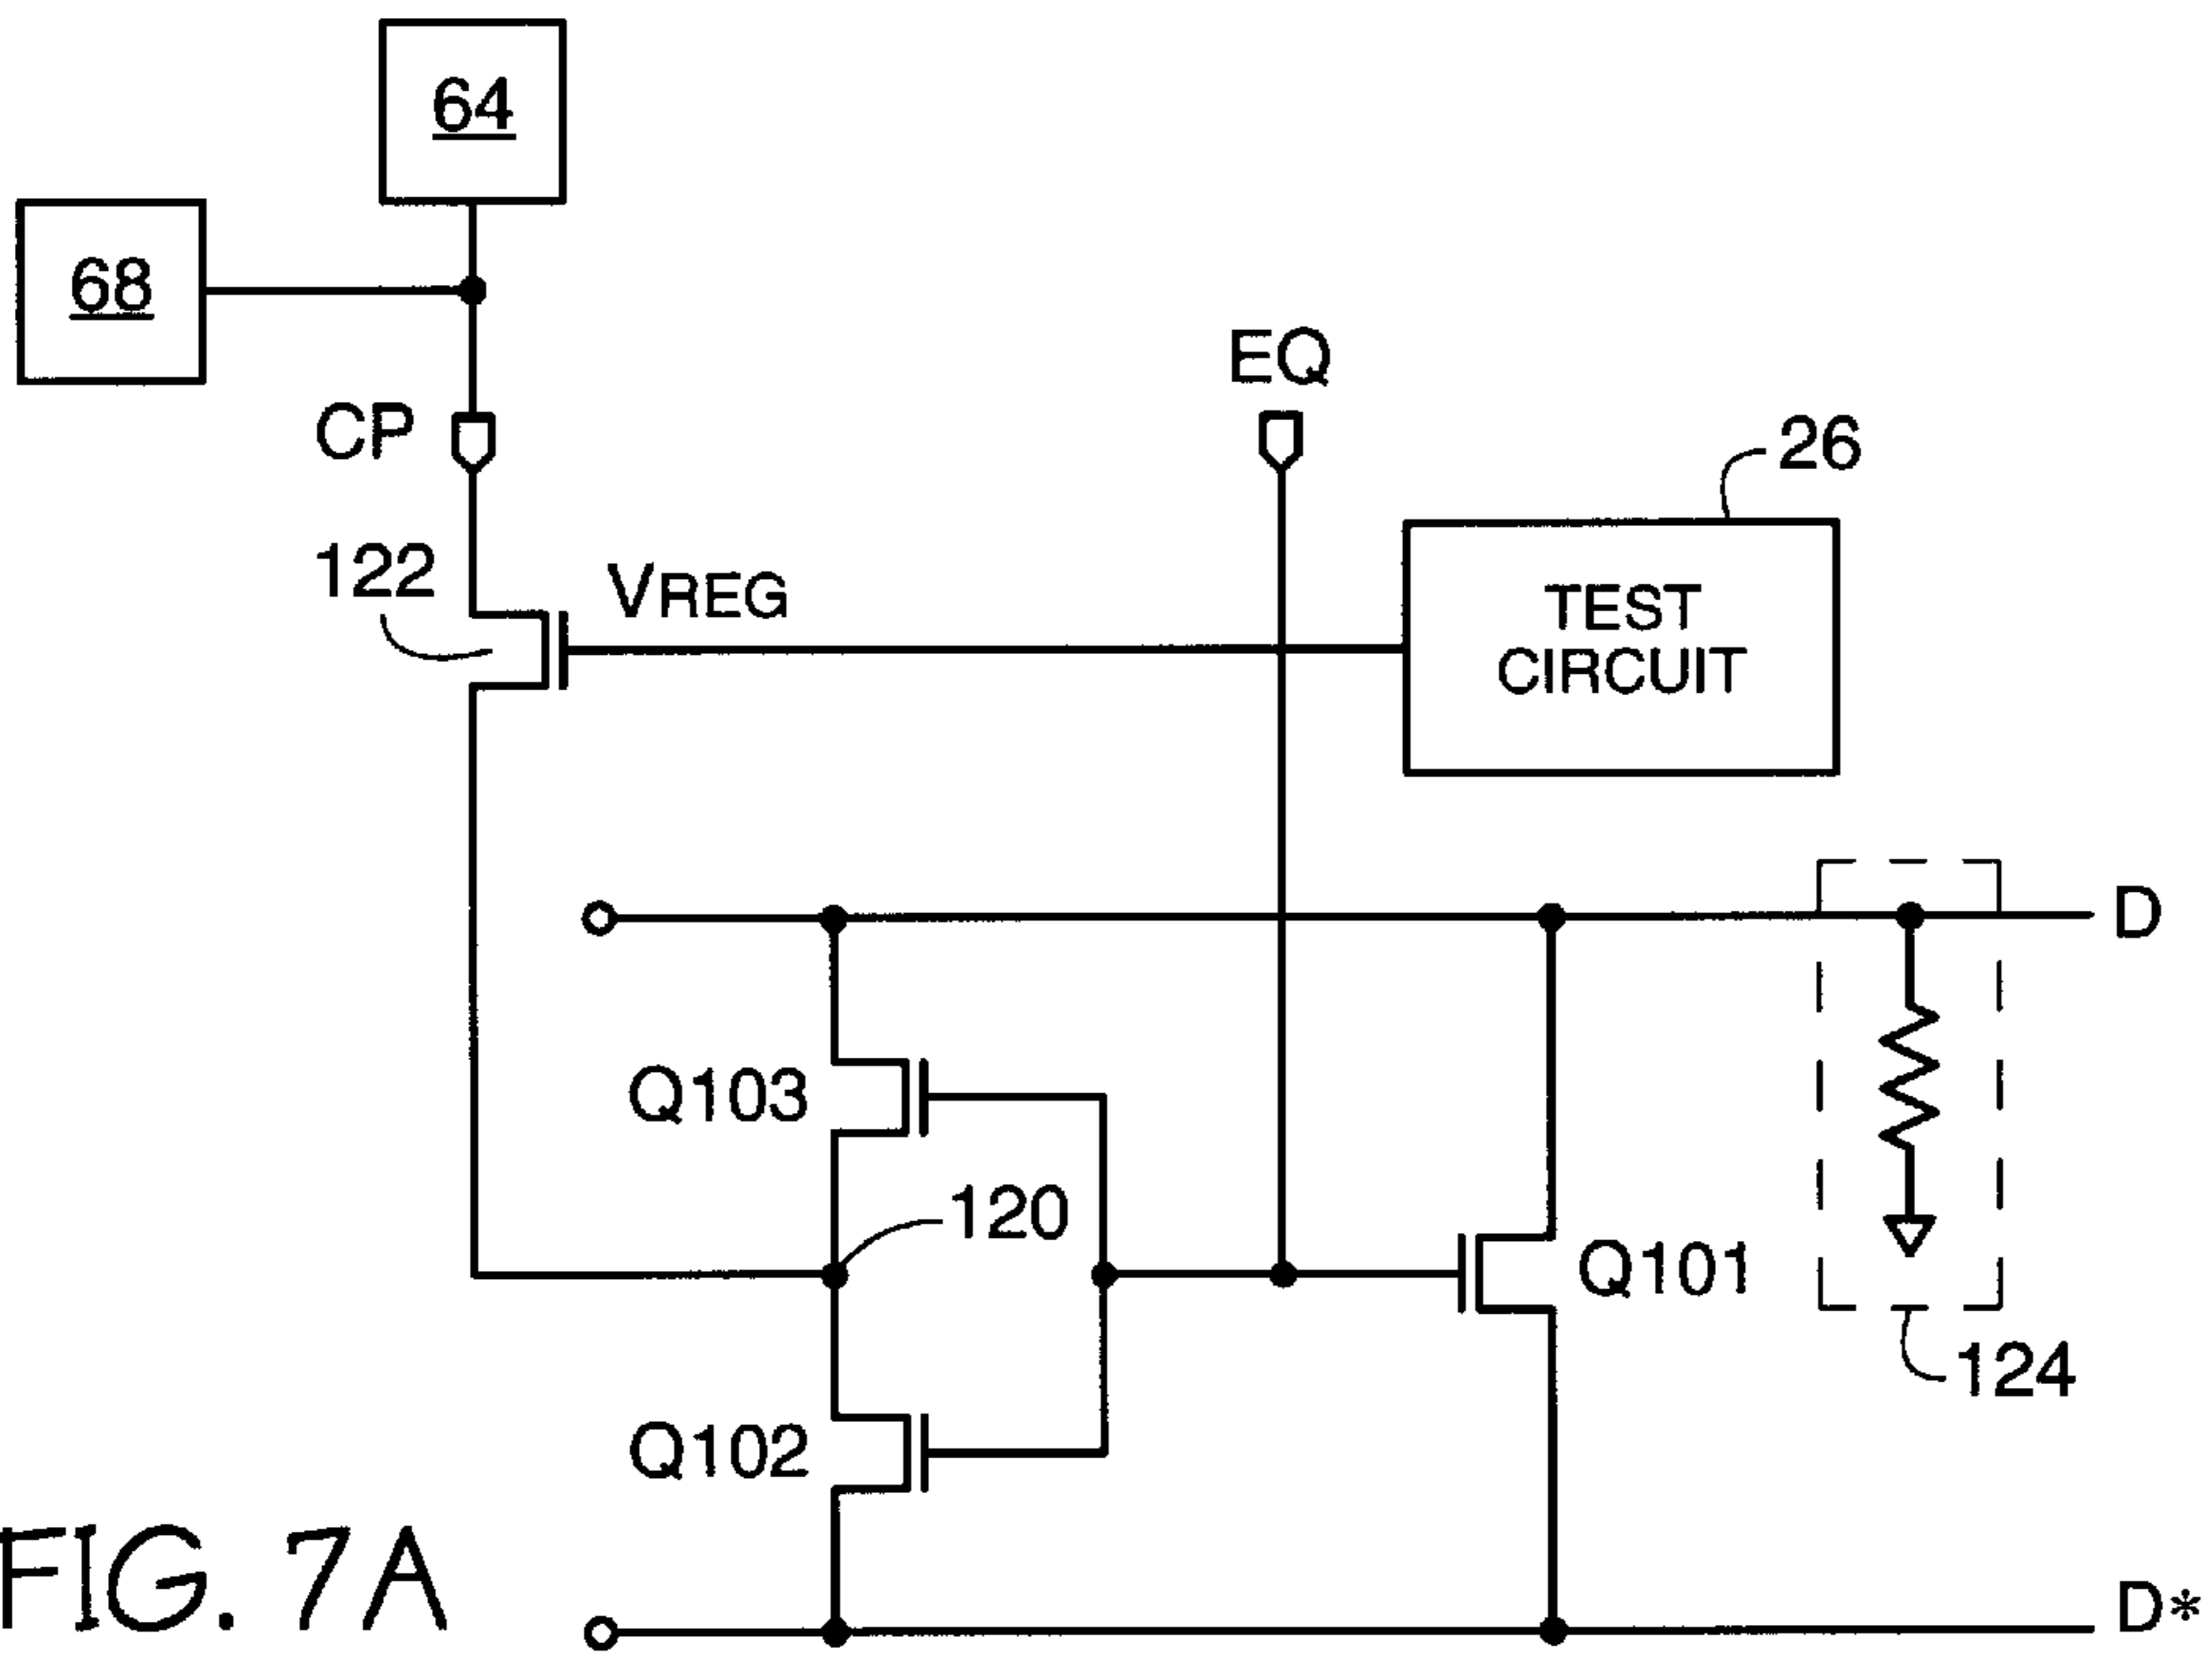 64
68
CP
EQ
26
122
VREG
TEST
CIRCUIT
D
Q103
120
Q101
124
Q102
FIG. 7A
D*